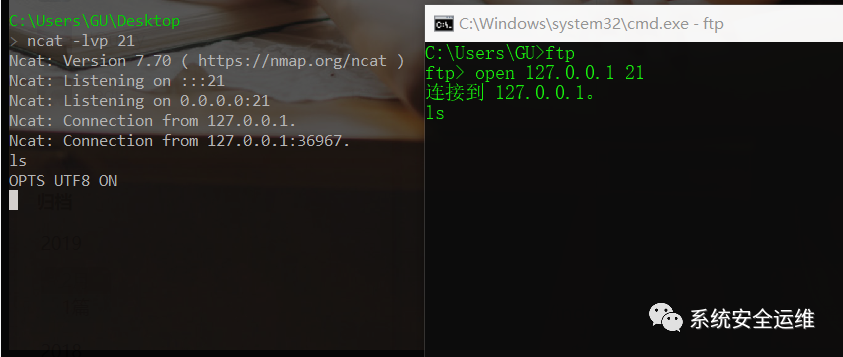 C:\Users\GU\Desktop
> ncat -lvp 21
Ncat: Version 7.70 ( https://nmap.org/ncat )
Ncat: Listening on :::21
Ncat: Listening on 0.0.0.0:21
Ncat: Connection from 127.0.0.1.
Ncat: Connection from 127.0.0.1:36967.
ls
OPTS UTF8 ON
归档
2019
C:\Windows\system32\cmd.exe - ftp
C:\Users\GU>ftp
ftp> open 127.0.0.1 21
连接到 127.0.0.1。
ls
系统安全运维